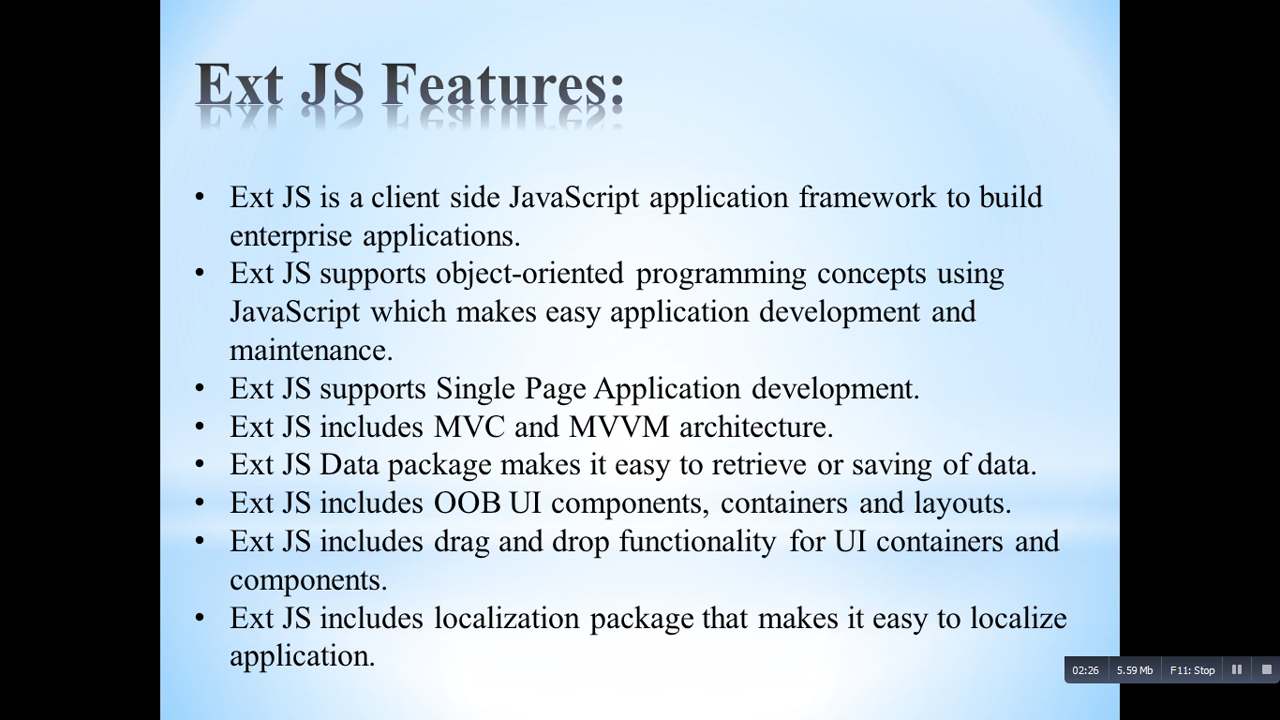 Ext JS Features:
• Ext JS is a client side JavaScript application framework to build
enterprise applications.
• Ext JS supports object-oriented programming concepts using
JavaScript which makes easy application development and
maintenance.
• Ext JS supports Single Page Application development.
• Ext JS includes MVC and MVVM architecture.
• Ext JS Data package makes it easy to retrieve or saving of data.
• Ext JS includes OOB UI components, containers and layouts.
• Ext JS includes drag and drop functionality for UI containers and
components.
• Ext JS includes localization package that makes it easy to localize
application.
02:26 5.59 Mb F11: Stop